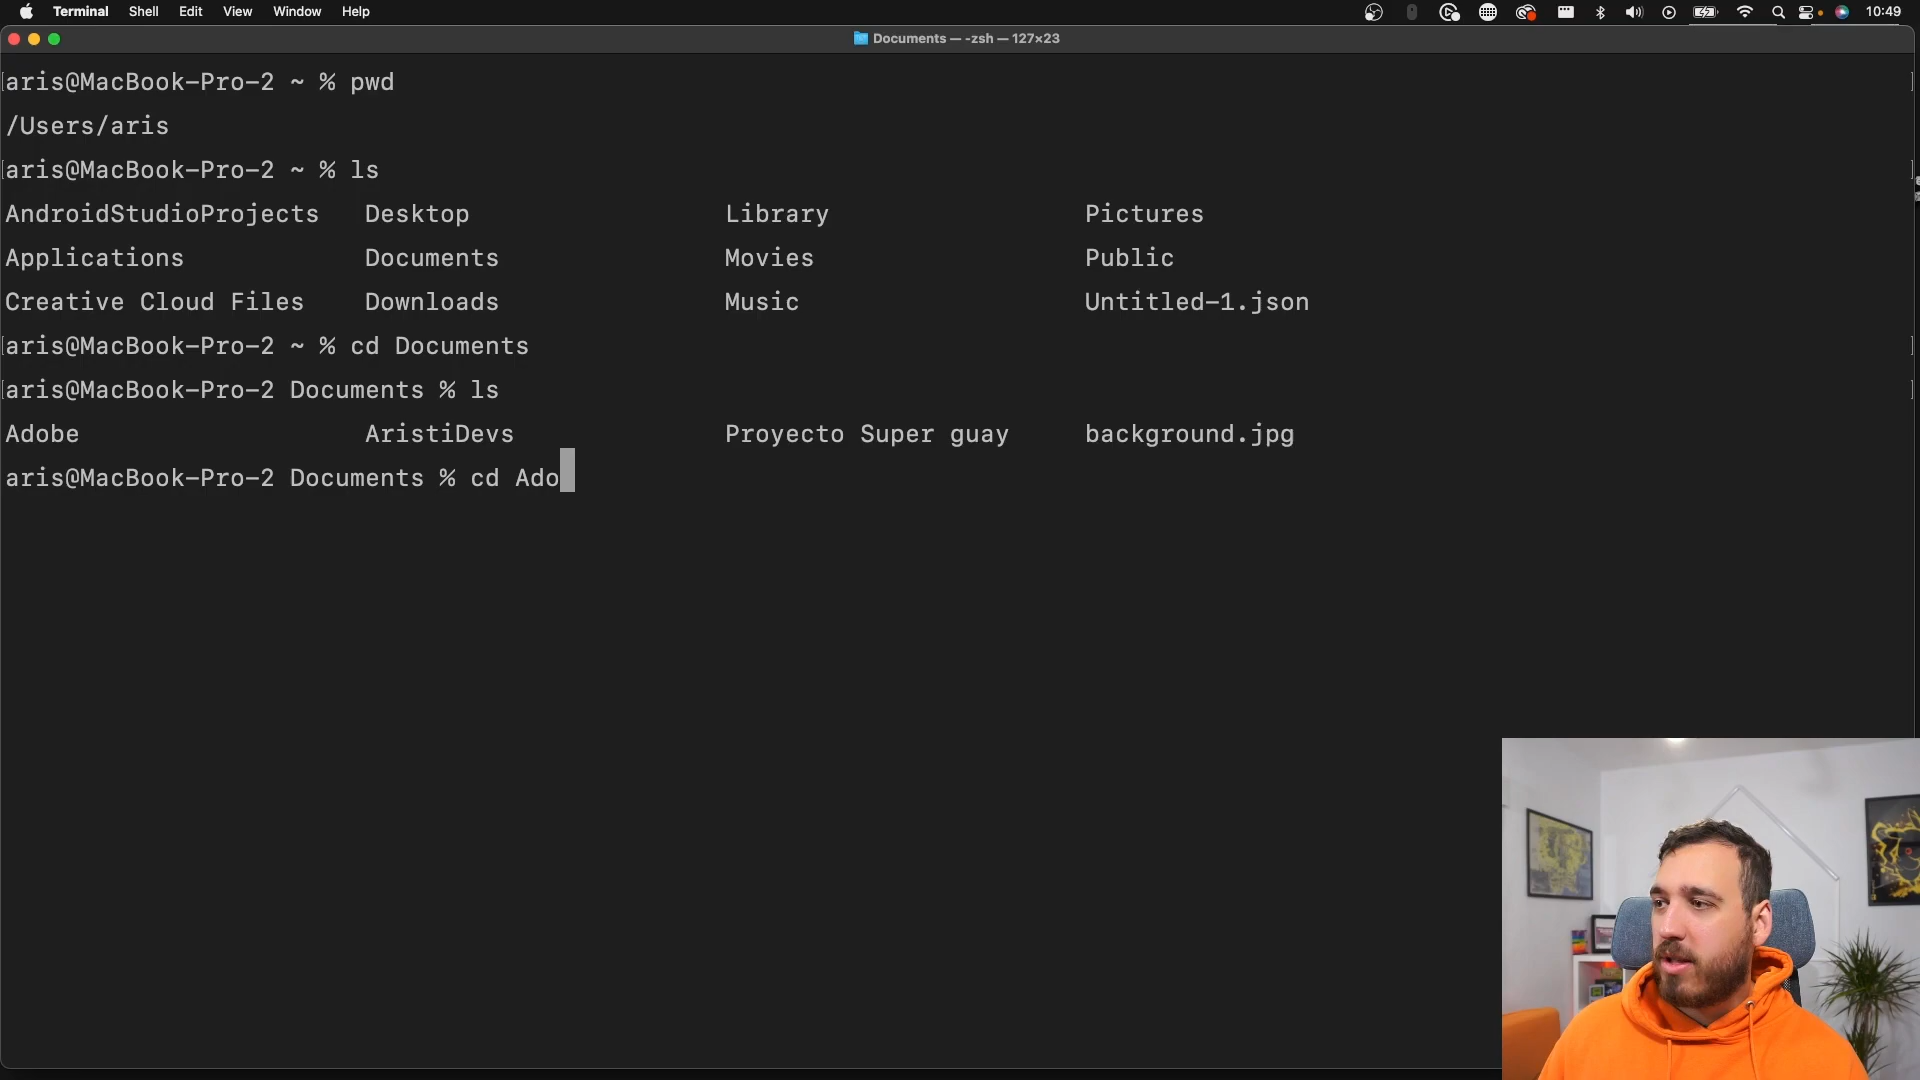 Terminal Shell Edit View Window Help 10:49
Documents — -zsh — 127×23
aris@MacBook-Pro-2 ~ % pwd
/Users/aris
aris@MacBook-Pro-2 ~ % ls
AndroidStudioProjects Desktop Library Pictures
Applications Documents Movies Public
Creative Cloud Files Downloads Music Untitled-1.json
aris@MacBook-Pro-2 ~ % cd Documents
aris@MacBook-Pro-2 Documents % ls
Adobe AristiDevs Proyecto Super guay background.jpg
aris@MacBook-Pro-2 Documents % cd Ado